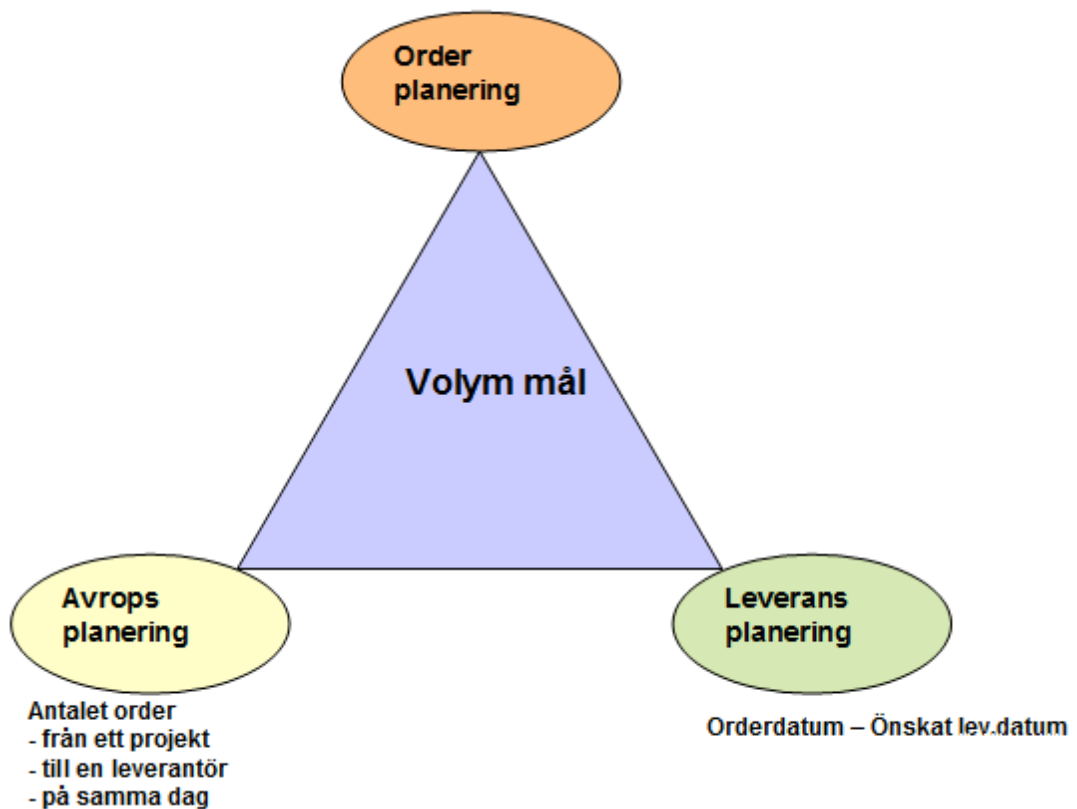 Order
planering
Volym mål
Avrops
planering
Leverans
planering
Antalet order
- från ett projekt
- till en leverantör
- på samma dag
Orderdatum – Önskat lev.datum